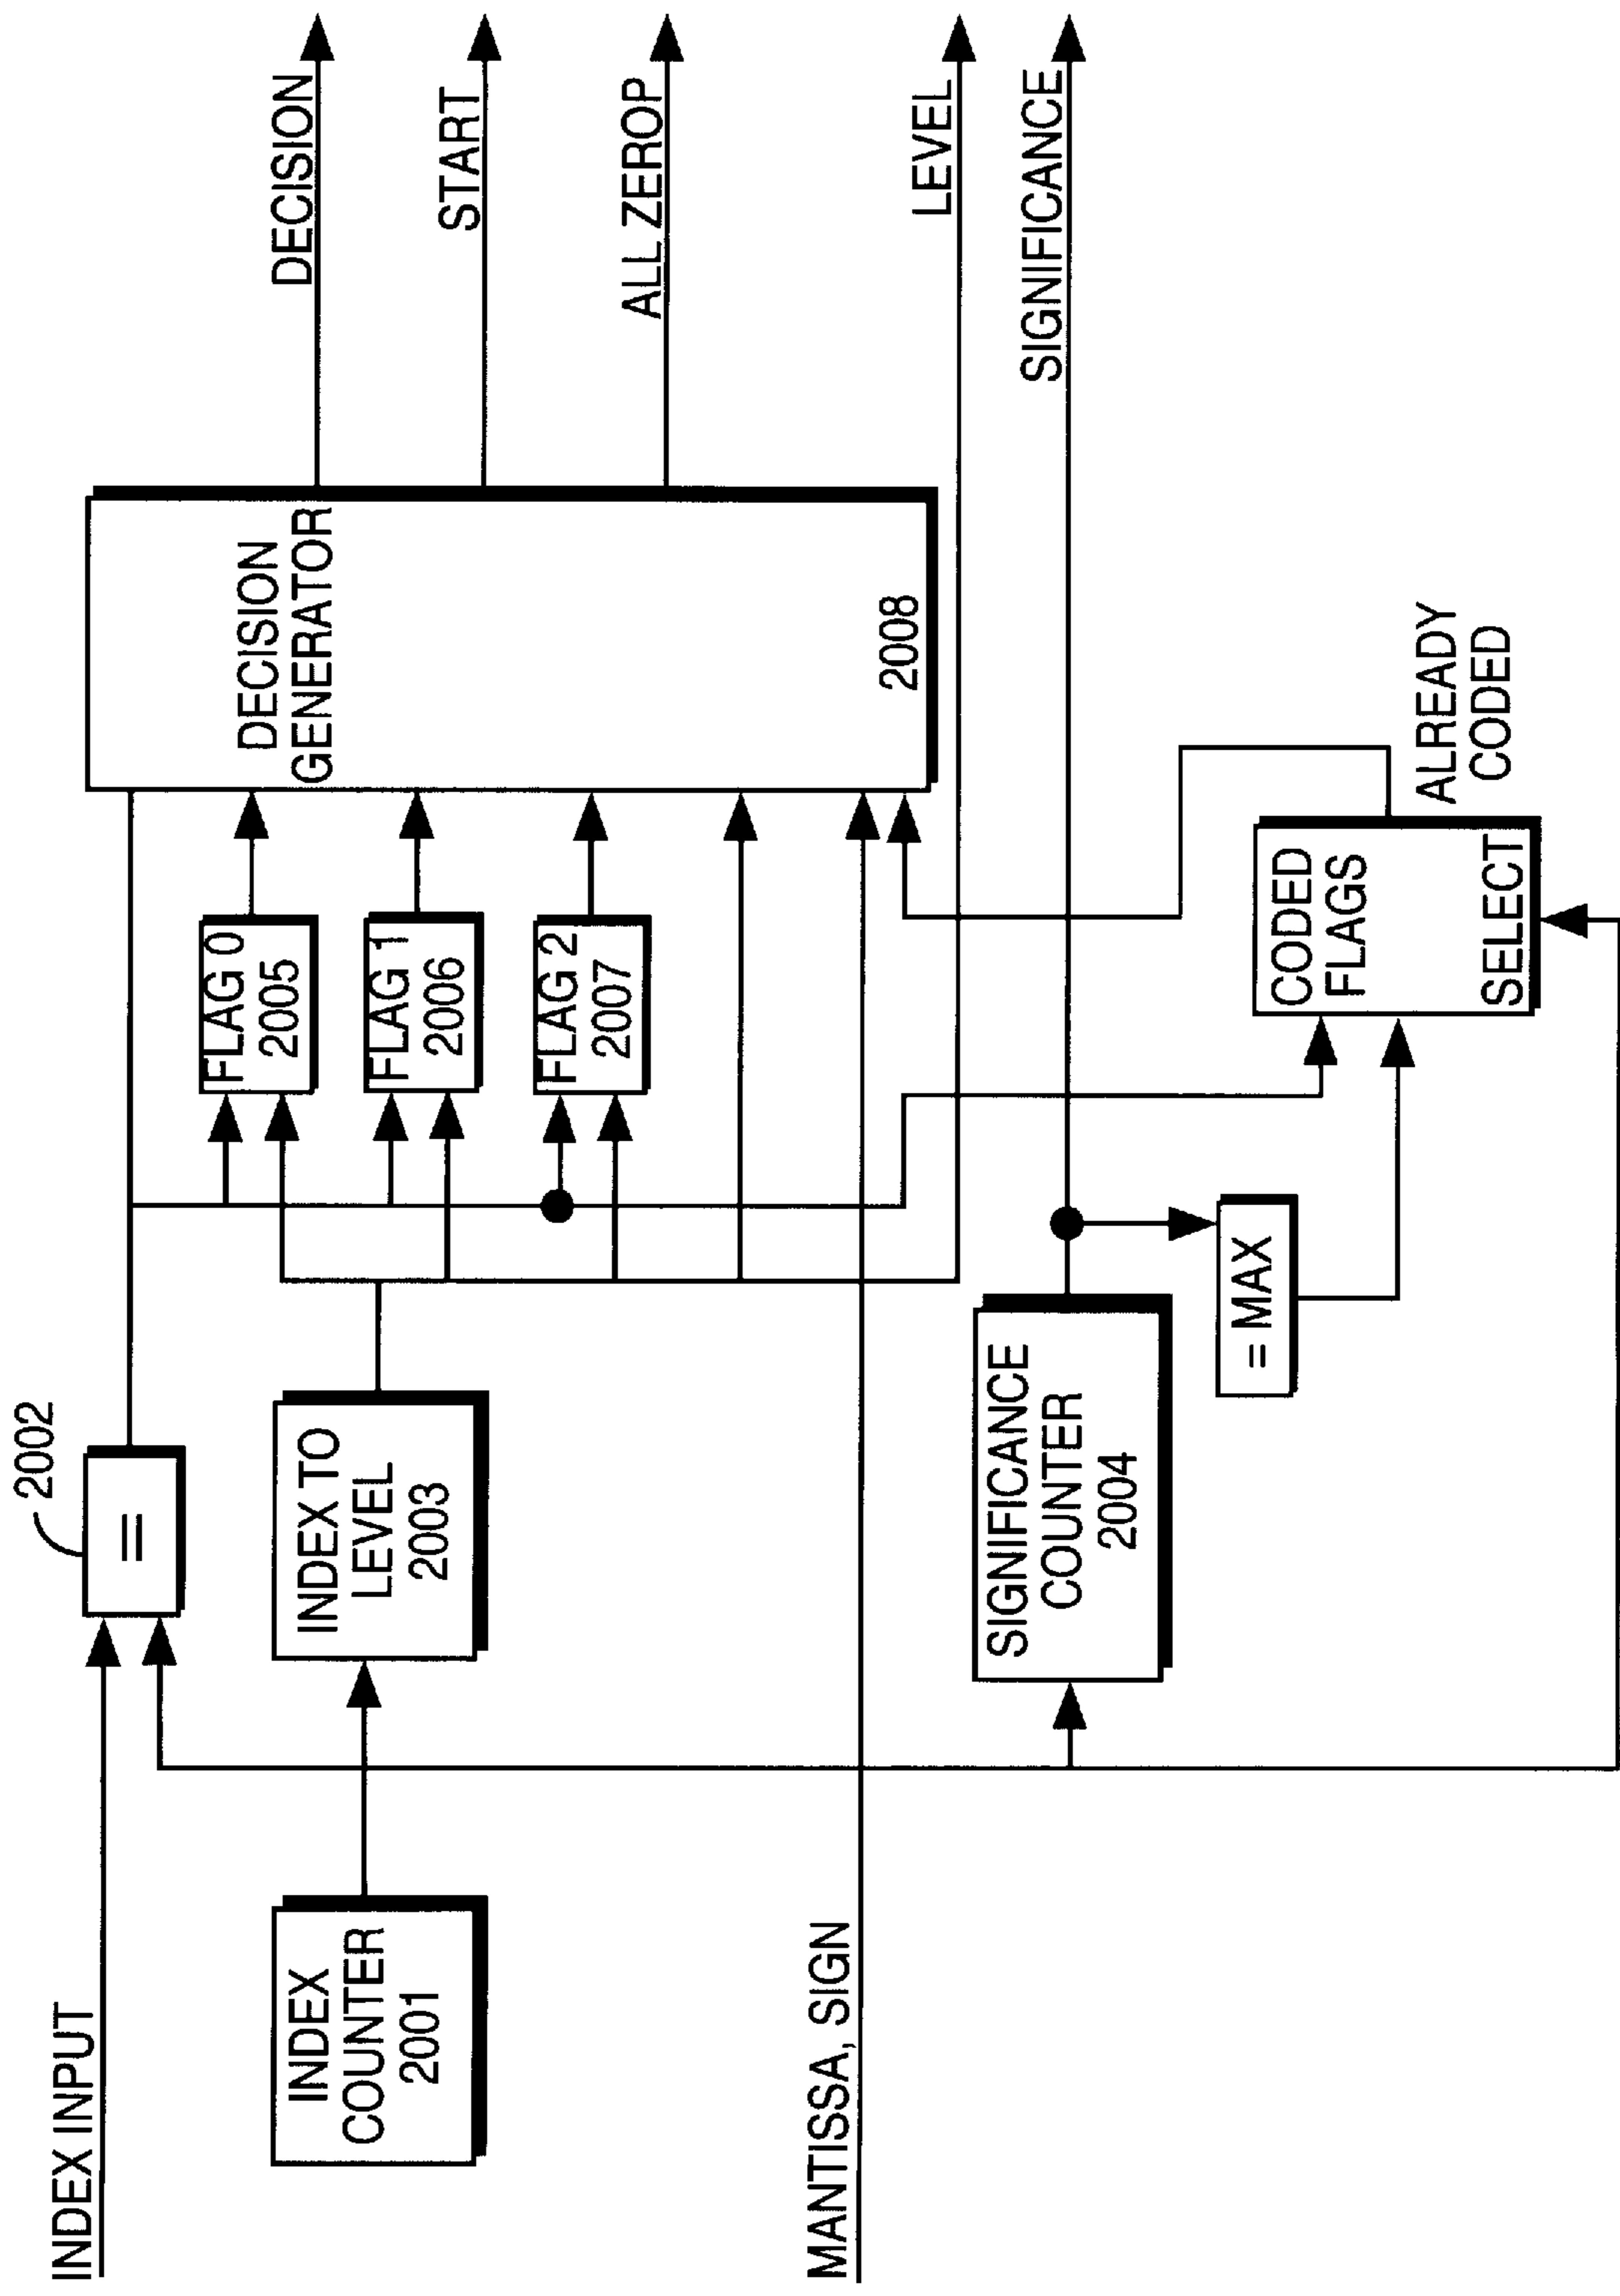 INDEX INPUT
2002
=
INDEX
COUNTER
2001
INDEX TO
LEVEL
2003
FLAG 0
2005
FLAG 1
2006
FLAG 2
2007
DECISION
GENERATOR
2008
DECISION
START
ALL ZEROP
LEVEL
SIGNIFICANCE
MANTISSA, SIGN
SIGNIFICANCE
COUNTER
2004
= MAX
CODED
FLAGS
SELECT
ALREADY
CODED